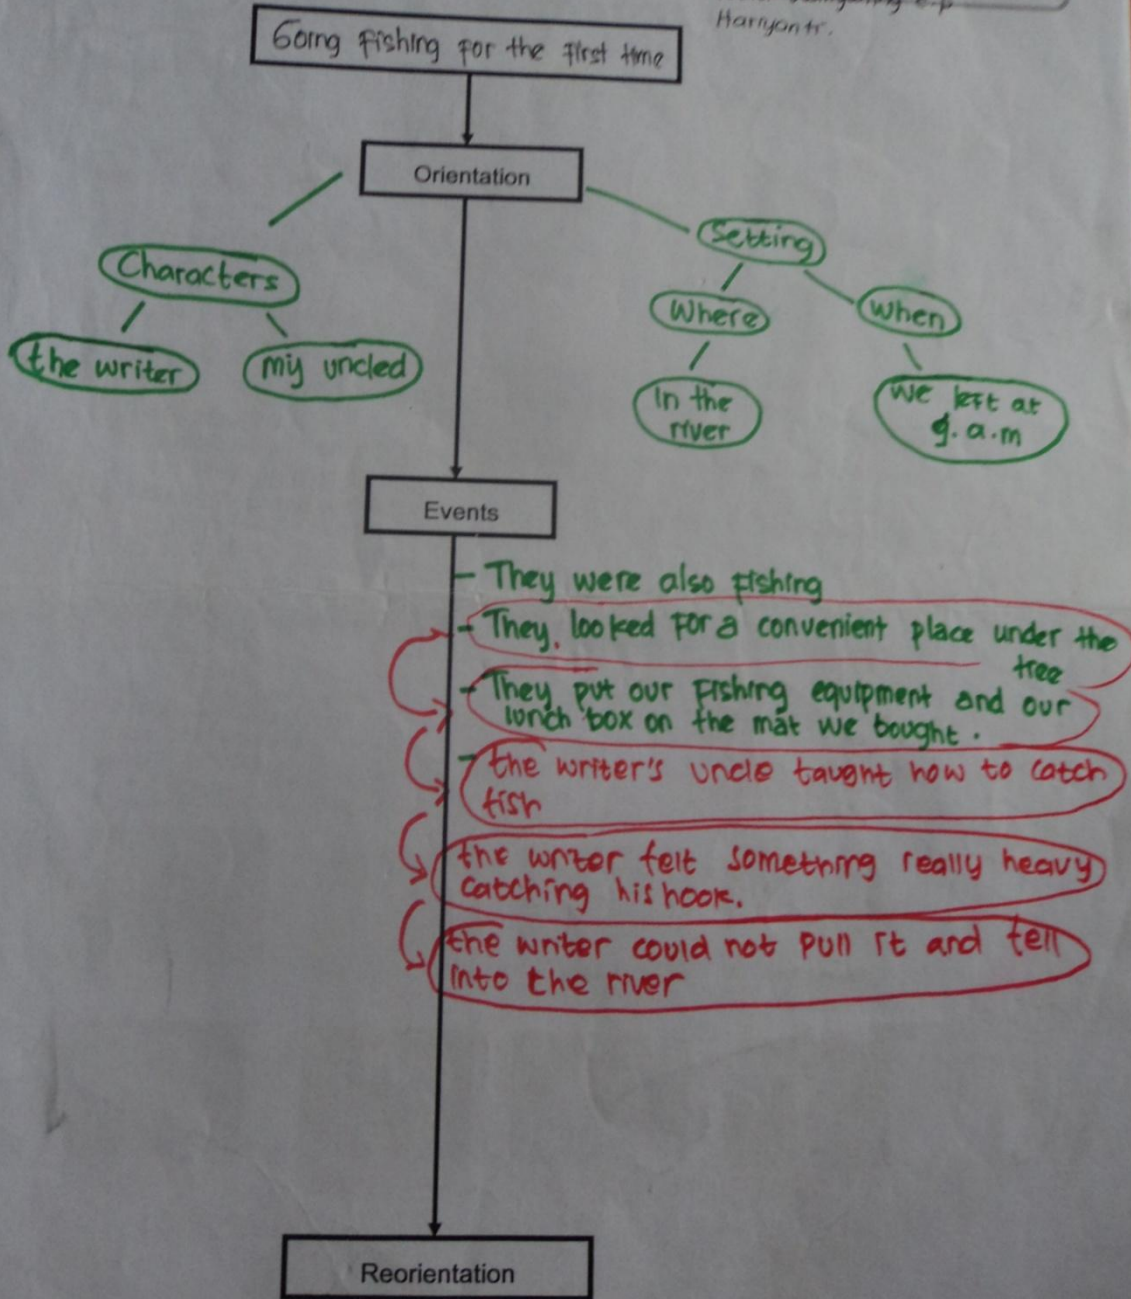 Harryanti.
Going fishing for the first time
Orientation
Setting
Characters
Where
When
the writer
my uncled
In the
river
we left at
9.a.m
Events
- They were also fishing
- They. looked for a convenient place under the
tree
- They put our fishing equipment and our
lunch box on the mat we bought.
- the writer's uncle taught how to catch
fish
the writer felt something really heavy
catching his hook.
the writer could not pull it and fell
into the river
Reorientation